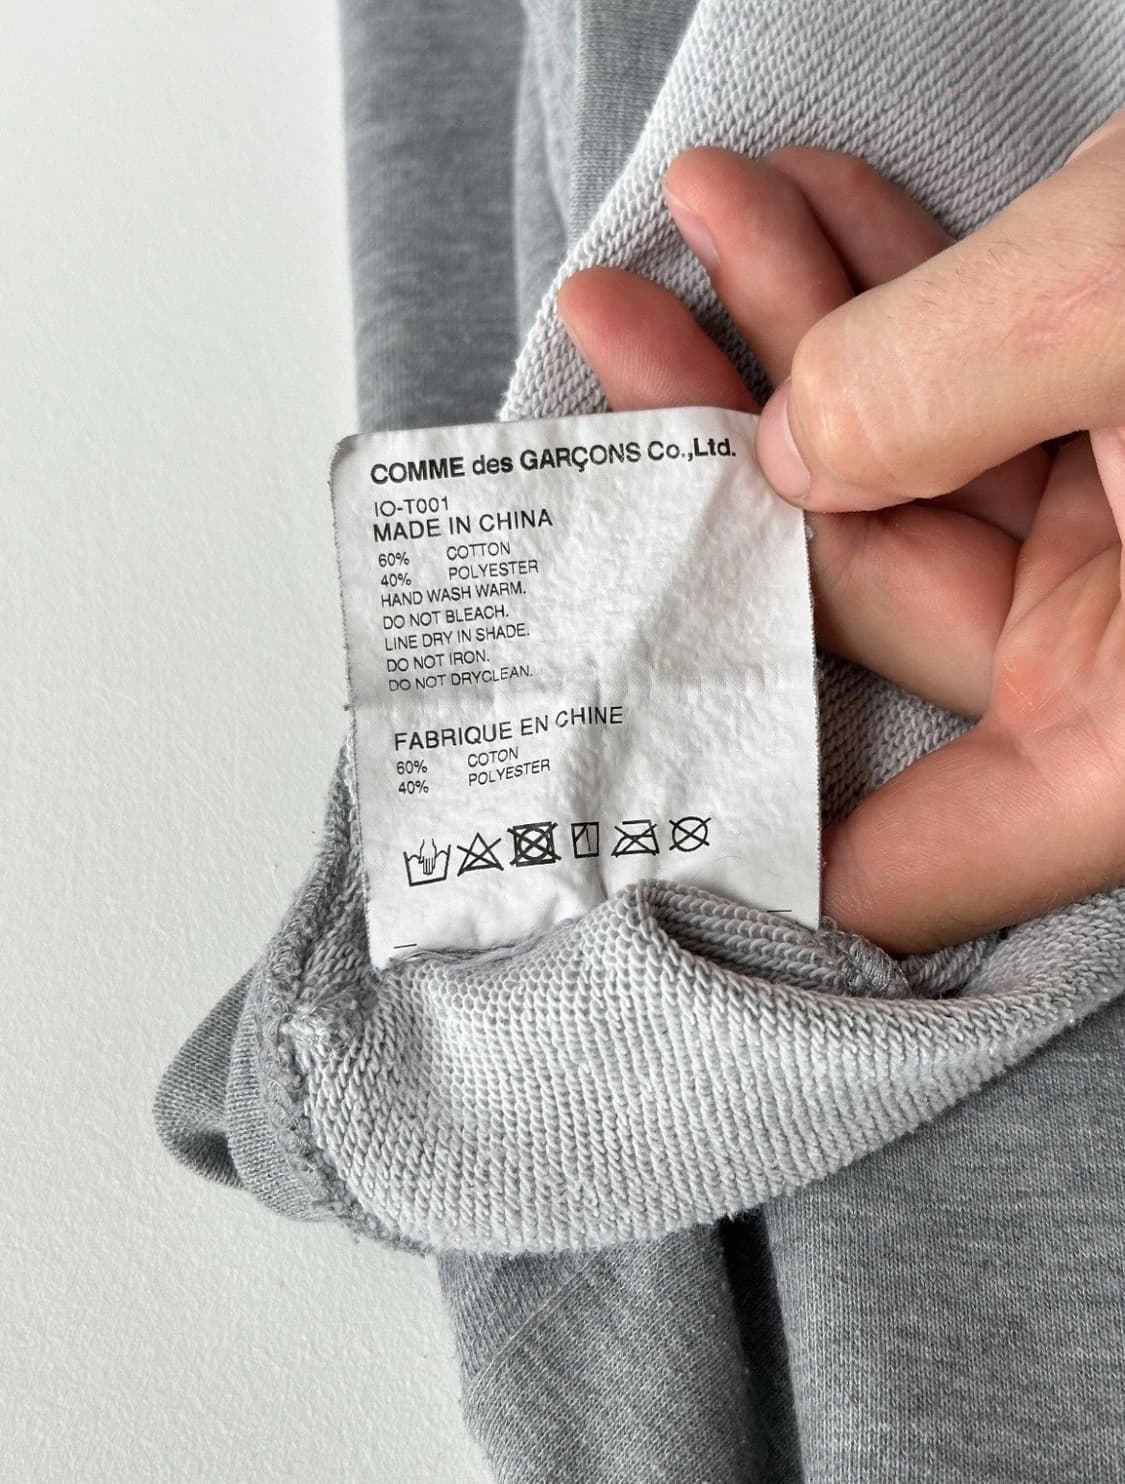 COMME des GARÇONS Co.,Ltd.
IO-T001
MADE IN CHINA
60% COTTON
40% POLYESTER
HAND WASH WARM.
DO NOT BLEACH.
LINE DRY IN SHADE.
DO NOT IRON.
DO NOT DRYCLEAN.
FABRIQUE EN CHINE
60% COTON
40% POLYESTER